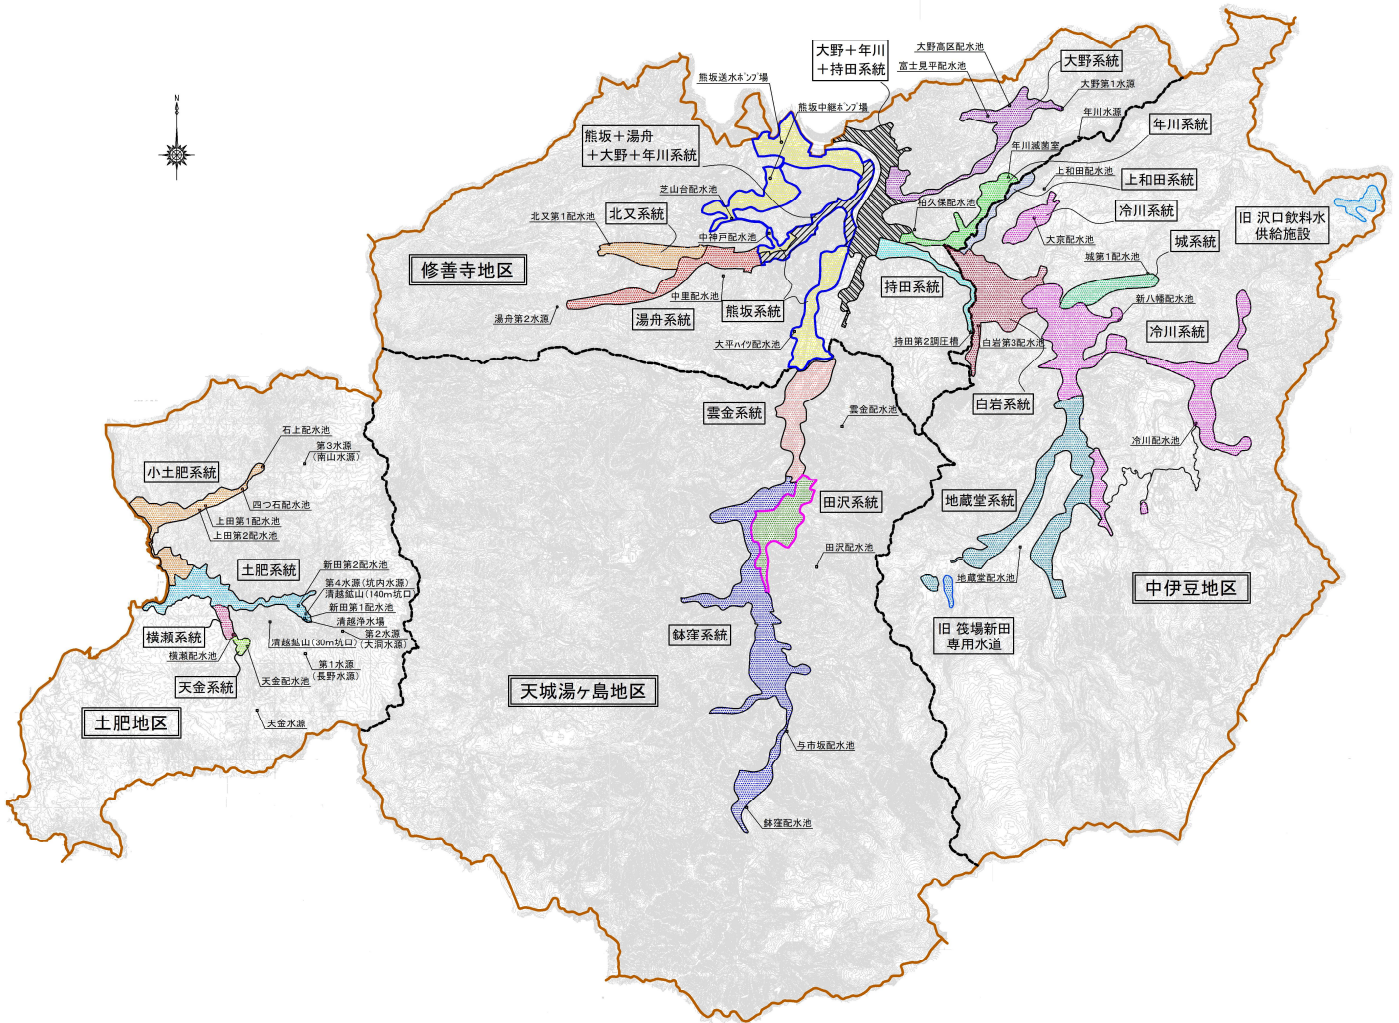 N
大野＋年川
＋持田系統
大野高区配水池
富士見平配水池
大野系統
大野第1水源
熊坂送水ﾎﾟﾝﾌﾟ場
熊坂中継ﾎﾟﾝﾌﾟ場
年川水源
年川系統
熊坂＋湯舟
＋大野＋年川系統
年川滅菌室
上和田配水池
上和田系統
芝山台配水池
柏久保配水池
冷川系統
北又第1配水池
北又系統
中神戸配水池
大京配水池
旧 沢口飲料水
供給施設
城系統
城第1配水池
修善寺地区
持田系統
中里配水池
熊坂系統
新八幡配水池
湯舟第2水源
湯舟系統
冷川系統
大平ﾊｲﾂ配水池
持田第2調圧槽
白岩第3配水池
雲金系統
雲金配水池
白岩系統
冷川配水池
石上配水池
第3水源
(南山水源)
小土肥系統
四つ石配水池
上田第1配水池
上田第2配水池
田沢系統
地蔵堂系統
田沢配水池
土肥系統
新田第2配水池
第4水源(坑内水源)
清越鉱山(140m坑口)
新田第1配水池
清越浄水場
第2水源
(大洞水源)
清越鉱山(30m坑口)
地蔵堂配水池
中伊豆地区
横瀬系統
横瀬配水池
鉢窪系統
旧 筏場新田
専用水道
第1水源
(長野水源)
天金系統
天金配水池
天城湯ヶ島地区
土肥地区
天金水源
与市坂配水池
鉢窪配水池